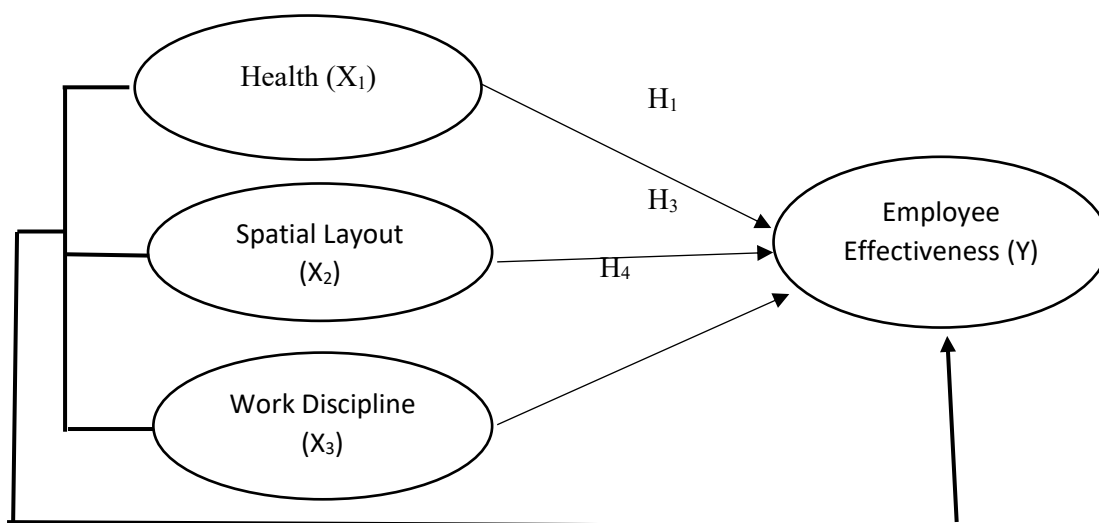 Health (X₁)
H₁
H₃
Employee
Effectiveness (Y)
Spatial Layout
(X₂)
H₄
Work Discipline
(X₃)